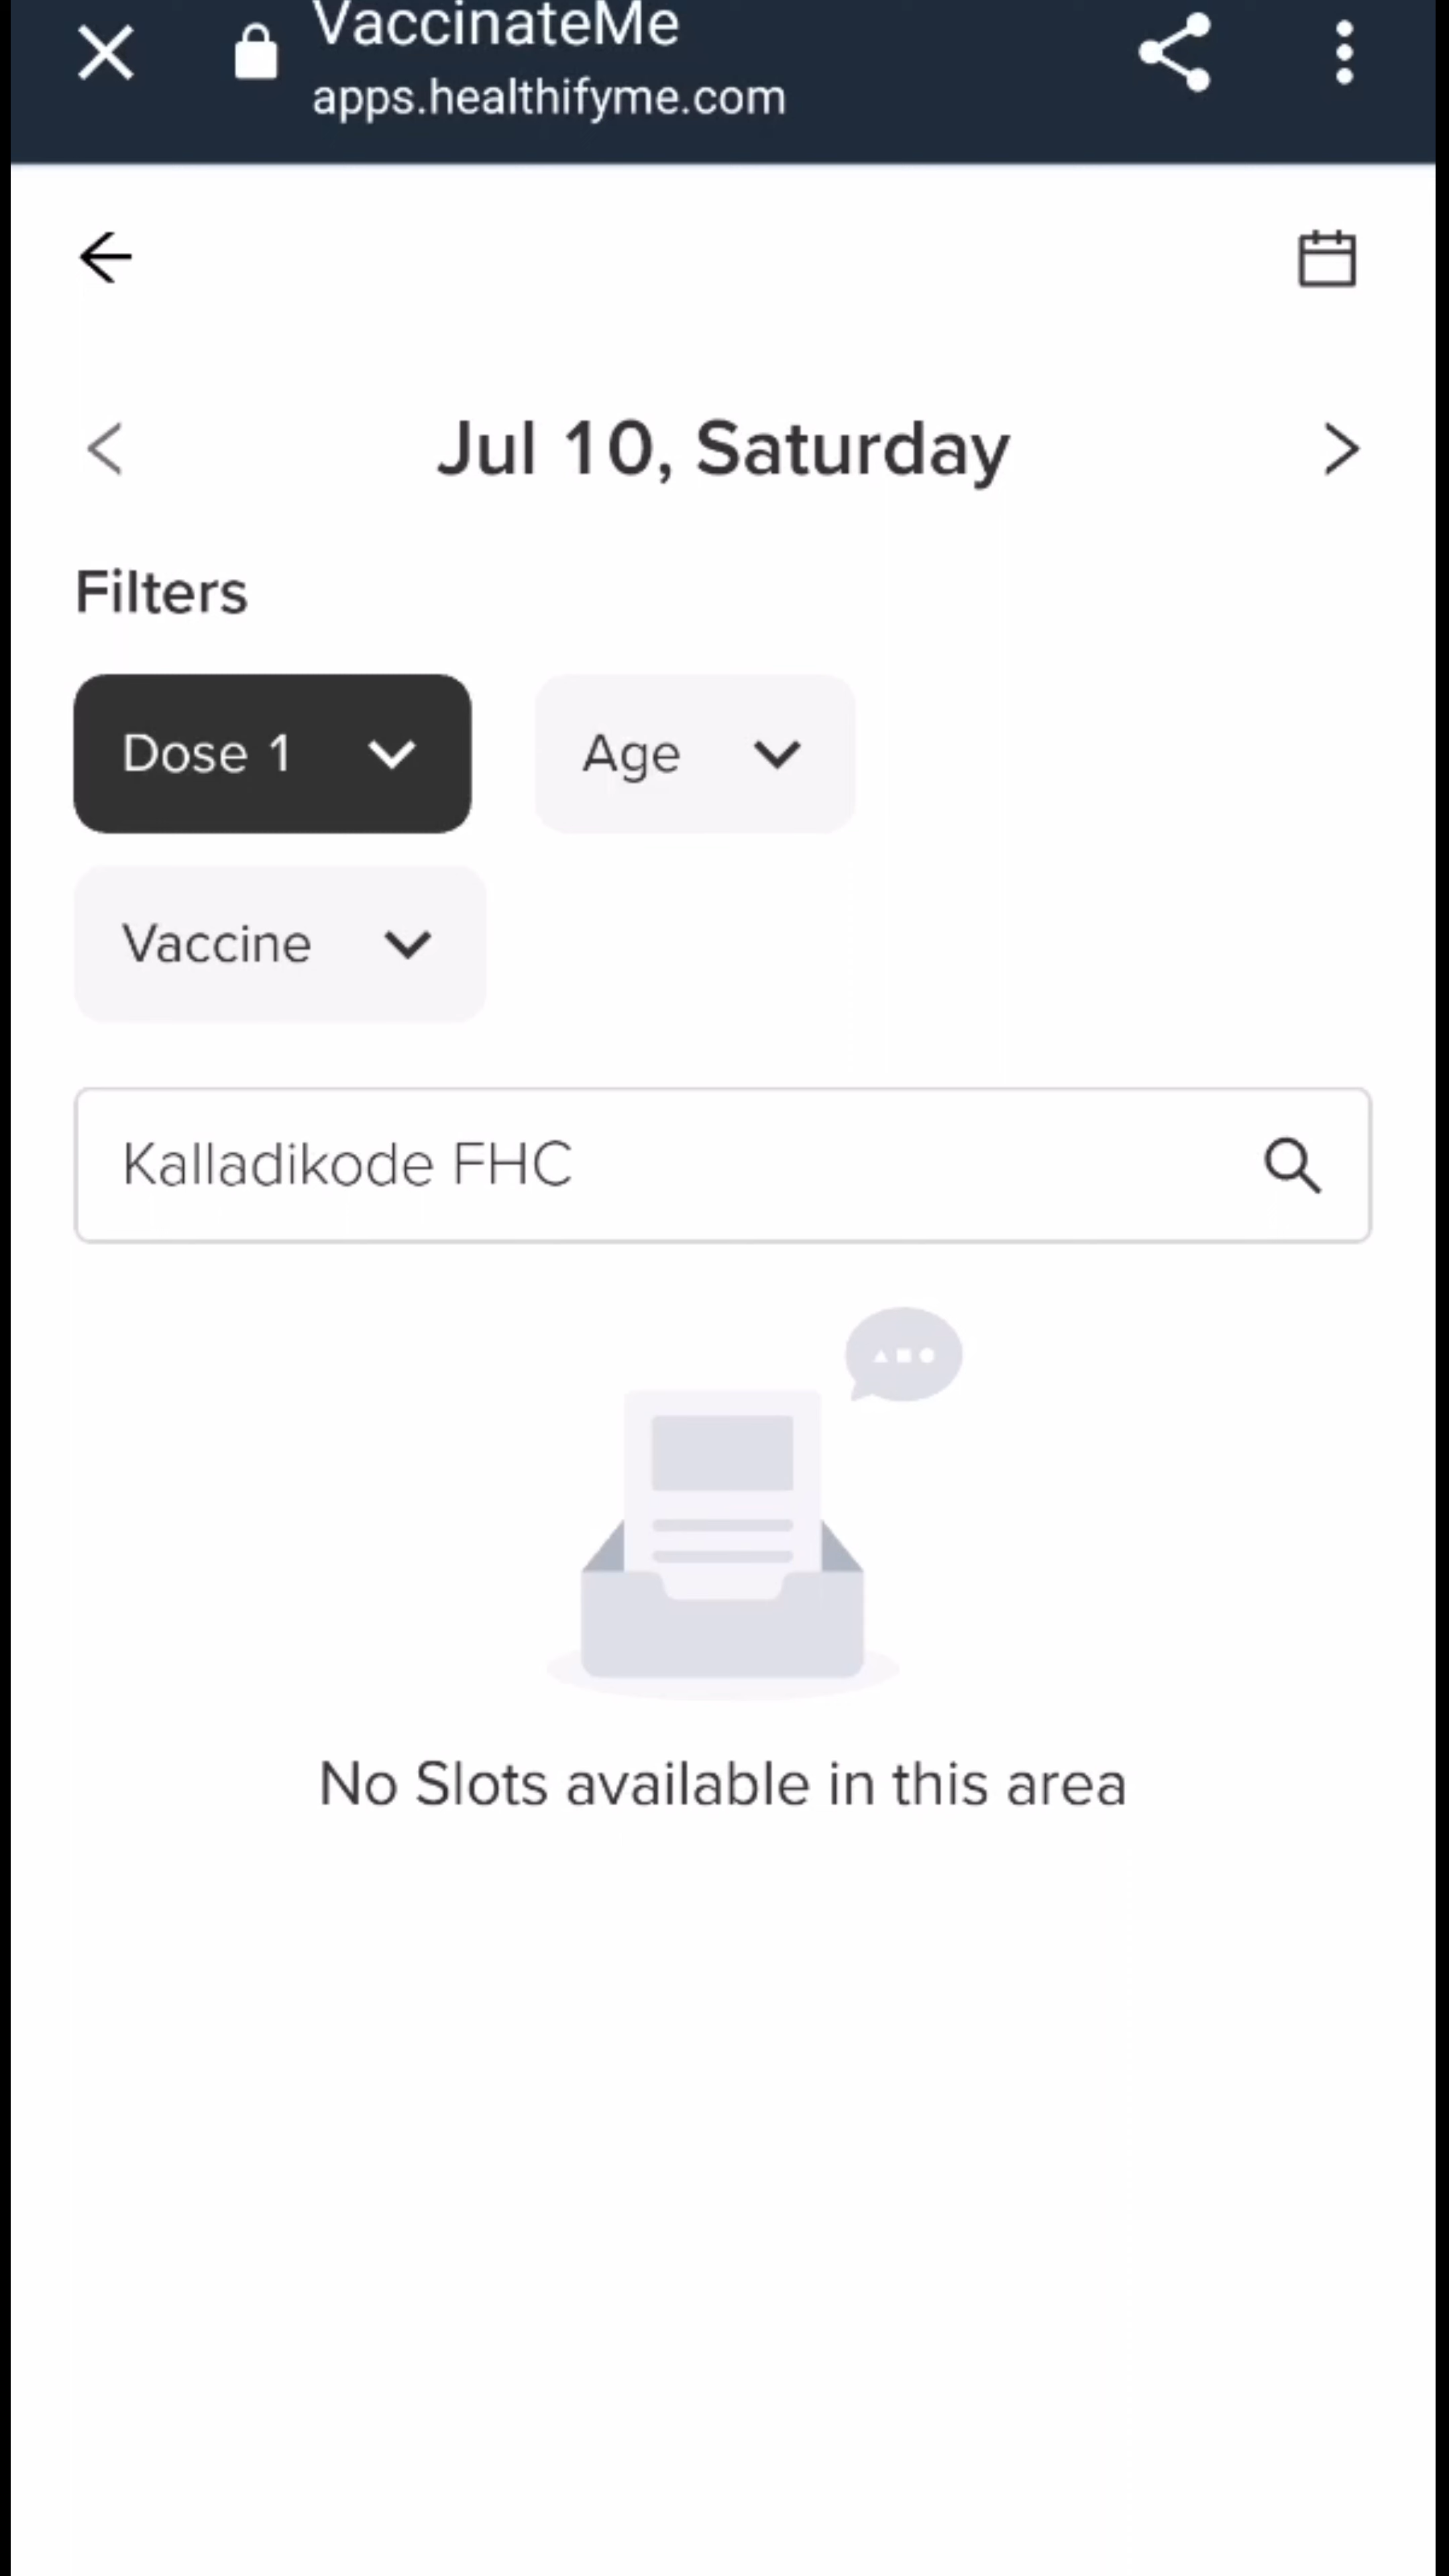 VaccinateMe
apps.healthifyme.com
Jul 10, Saturday
Filters
Dose 1
Age
Vaccine
Kalladikode FHC
No Slots available in this area